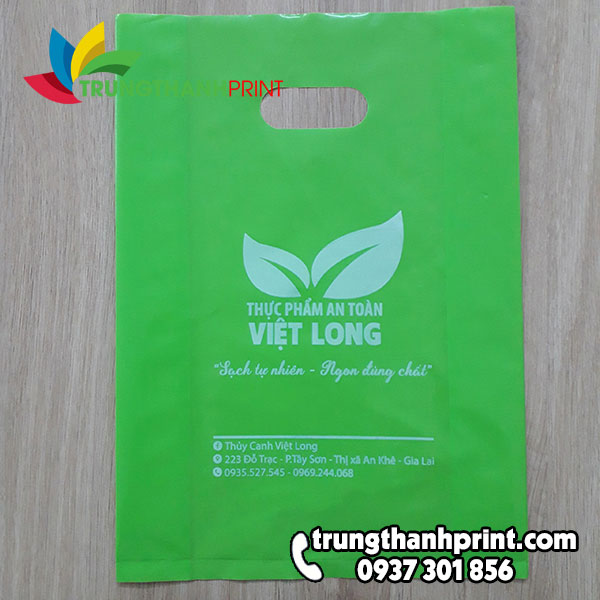 TRUNGTHANHPRINT
THỰC PHẨM AN TOÀN
VIỆT LONG
"Sạch tự nhiên - Ngon đúng chất"
Thủy Canh Việt Long
223 Đỗ Trạc - P.Tây Sơn - Thị xã An Khê - Gia Lai
0935.527.545 - 0969.244.068
trungthanhprint.com
0937 301 856